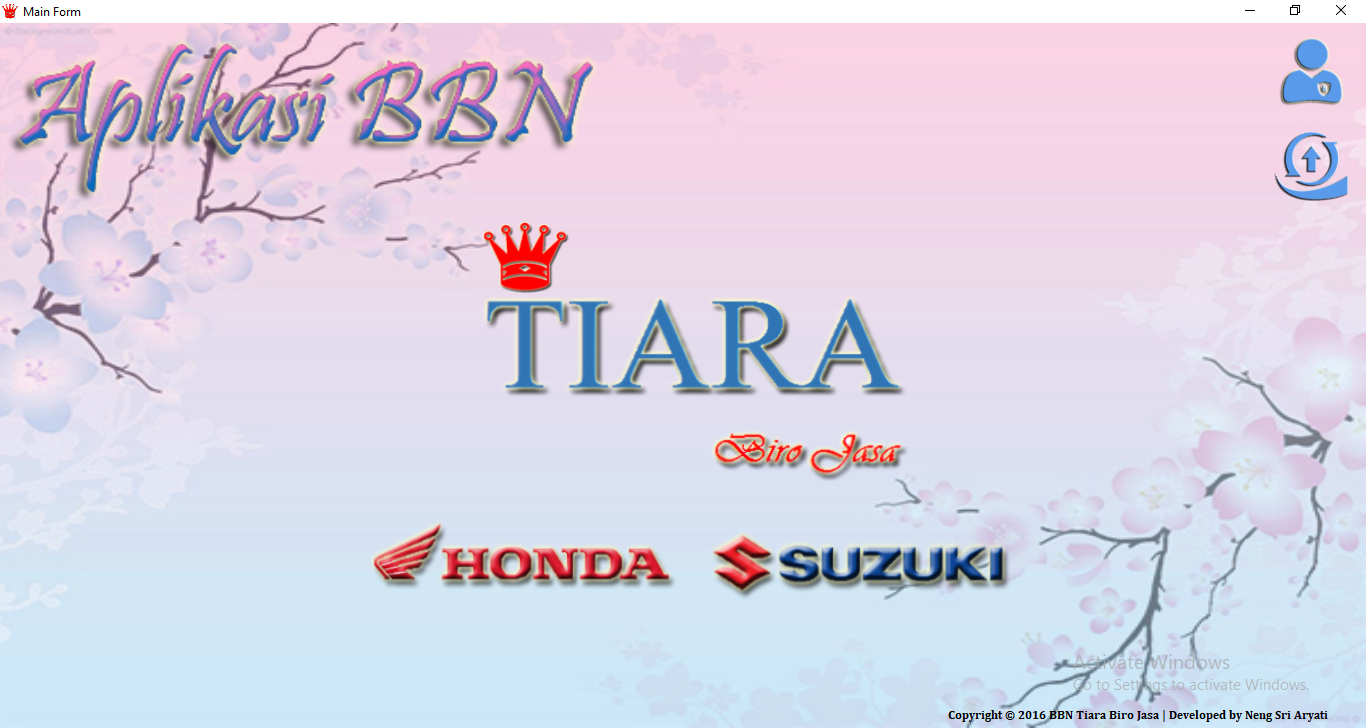 Main Form
Aplikasi BBN
TIARA
Biro Jasa
HONDA
SUZUKI
Activate Windows
Go to Settings to activate Windows.
Copyright © 2016 BBN Tiara Biro Jasa | Developed by Neng Sri Aryati